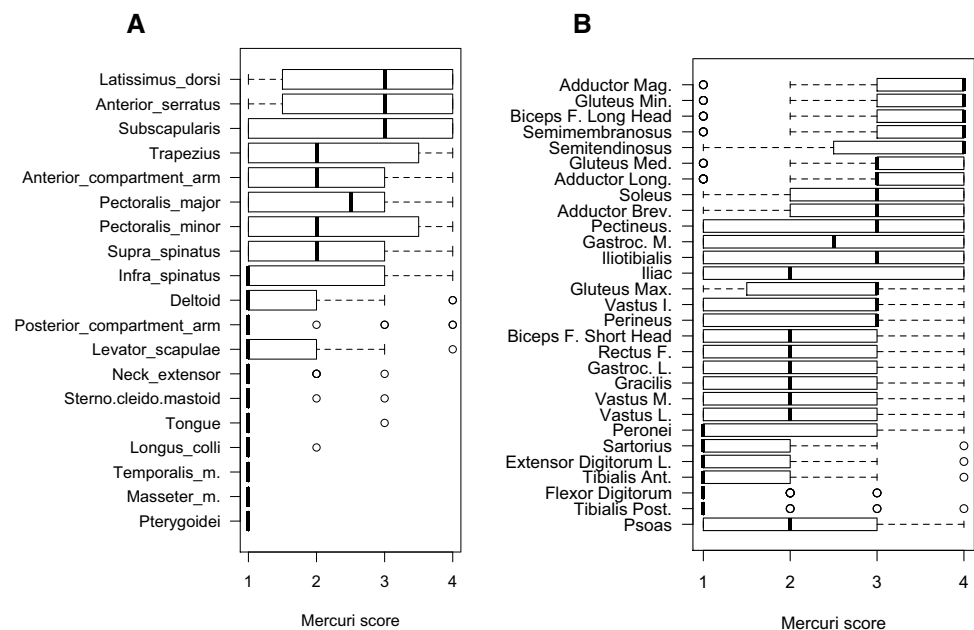 A
Latissimus_dorsi
Anterior_serratus
Subscapularis
Trapezius
Anterior_compartment_arm
Pectoralis_major
Pectoralis_minor
Supra_spinatus
Infra_spinatus
Deltoid
Posterior_compartment_arm
Levator_scapulae
Neck_extensor
Sterno.cleido.mastoid
Tongue
Longus_colli
Temporalis_m.
Masseter_m.
Pterygoidei
1 2 3 4
Mercuri score
B
Adductor Mag.
Gluteus Min.
Biceps F. Long Head
Semimembranosus
Semitendinosus
Gluteus Med.
Adductor Long.
Soleus
Adductor Brev.
Pectineus.
Gastroc. M.
Iliotibialis
Iliac
Gluteus Max.
Vastus I.
Perineus
Biceps F. Short Head
Rectus F.
Gastroc. L.
Gracilis
Vastus M.
Vastus L.
Peronei
Sartorius
Extensor Digitorum L.
Tibialis Ant.
Flexor Digitorum
Tibialis Post.
Psoas
1 2 3 4
Mercuri score